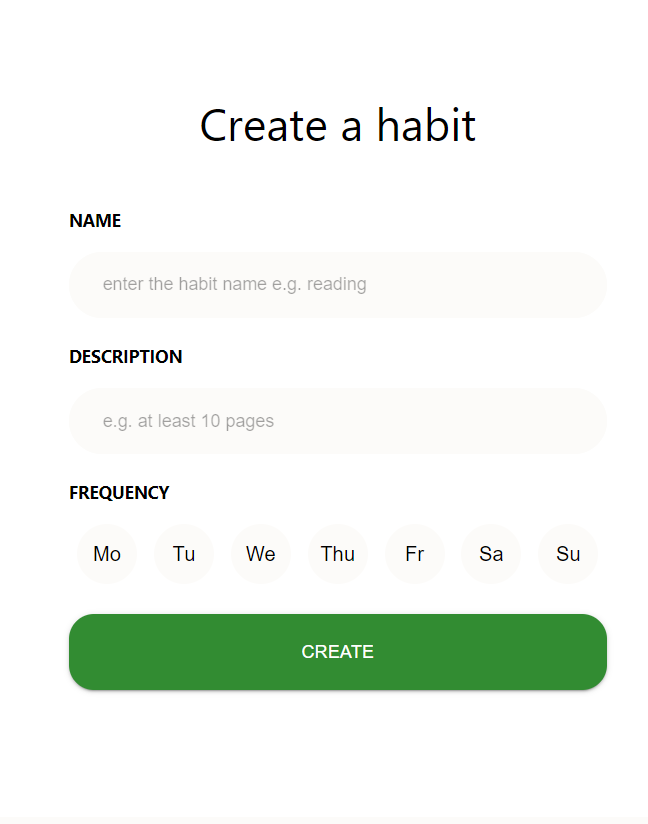 Create a habit
NAME
enter the habit name e.g. reading
DESCRIPTION
e.g. at least 10 pages
FREQUENCY
Mo Tu We Thu Fr Sa Su
CREATE